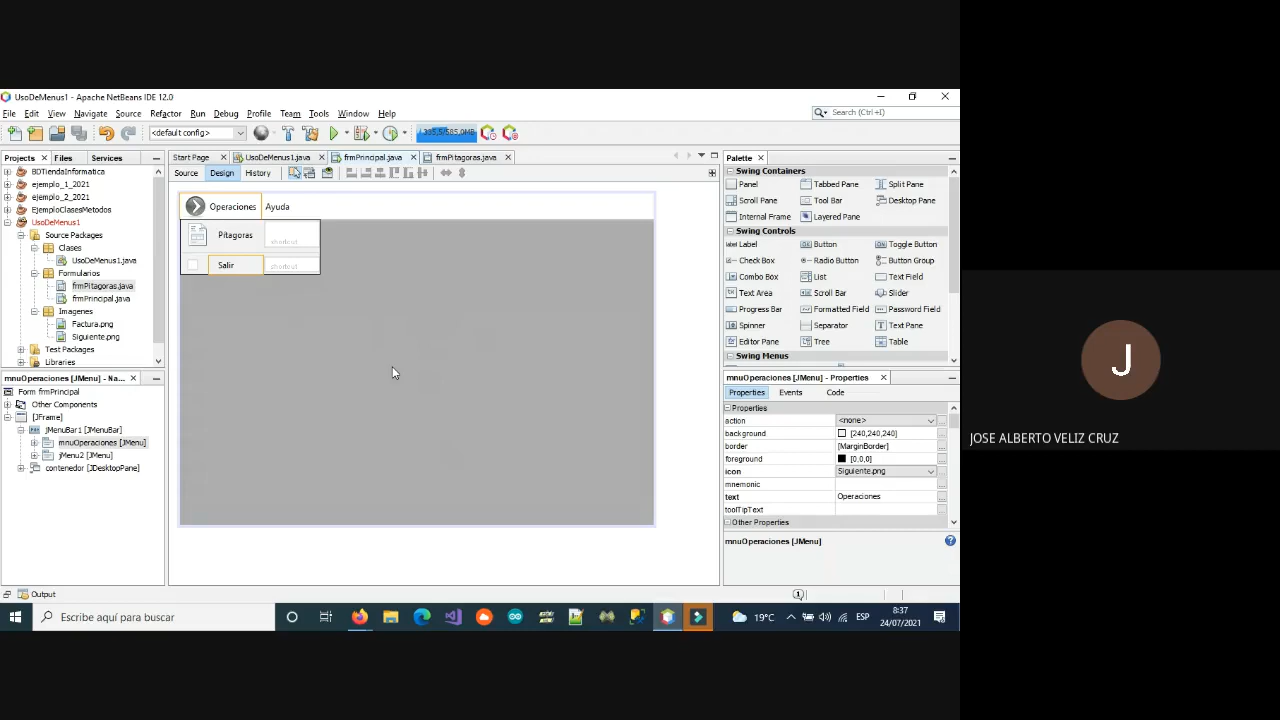 UsoDeMenus1 - Apache NetBeans IDE 12.0
File Edit View Navigate Source Refactor Run Debug Profile Team Tools Window Help
Search (Ctrl+I)
<default config>
Projects Files Services
BDTiendaInformatica
ejemplo_1_2021
ejemplo_2_2021
EjemploClasesMetodos
UsoDeMenus1
Source Packages
Clases
UsoDeMenus1.java
Formularios
frmPitagoras.java
frmPrincipal.java
Imagenes
Factura.png
Siguiente.png
Test Packages
Libraries
mnuOperaciones [JMenu] - Na...
Form frmPrincipal
Other Components
[JFrame]
jMenuBar1 [JMenuBar]
mnuOperaciones [JMenu]
jMenu2 [JMenu]
contenedor [JDesktopPane]
Start Page UsoDeMenus1.java frmPrincipal.java frmPitagoras.java
Source Design History
Operaciones Ayuda
Pitagoras shortcut
Salir shortcut
Palette
Swing Containers
Panel Tabbed Pane Split Pane
Scroll Pane Tool Bar Desktop Pane
Internal Frame Layered Pane
Swing Controls
Label Button Toggle Button
Check Box Radio Button Button Group
Combo Box List Text Field
Text Area Scroll Bar Slider
Progress Bar Formatted Field Password Field
Spinner Separator Text Pane
Editor Pane Tree Table
Swing Menus
mnuOperaciones [JMenu] - Properties
Properties Events Code
Properties
action <none>
background [240,240,240]
border [MarginBorder]
foreground [0,0,0]
icon Siguiente.png
mnemonic
text Operaciones
toolTipText
Other Properties
mnuOperaciones [JMenu]
Output
1
Escribe aquí para buscar
19°C
ESP
8:37
24/07/2021
J
JOSE ALBERTO VELIZ CRUZ